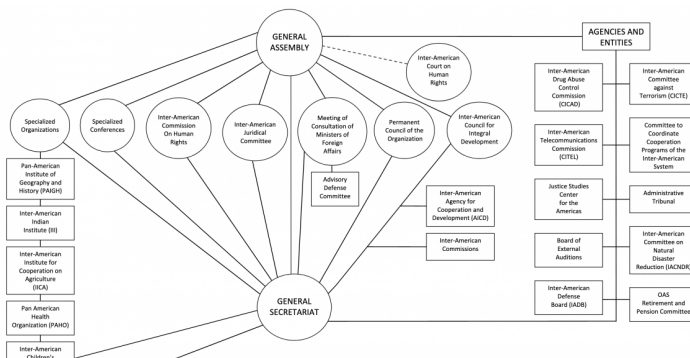 GENERAL
ASSEMBLY
AGENCIES AND
ENTITIES
Inter-American
Court on
Human
Rights
Inter-American
Drug Abuse
Control
Commission
(CICAD)
Inter-American
Committee
against
Terrorism (CICTE)
Specialized
Organizations
Specialized
Conferences
Inter-American
Commission
On Human
Rights
Inter-American
Juridical
Committee
Meeting of
Consultation of
Ministers of
Foreign
Affairs
Permanent
Council of the
Organization
Inter-American
Council for
Integral
Development
Inter-American
Telecommunications
Commission
(CITEL)
Committee to
Coordinate
Cooperation
Programs of the
Inter-American
System
Pan-American
Institute of
Geography and
History (PAIGH)
Advisory
Defense
Committee
Inter-American
Agency for
Cooperation and
Development (AICD)
Justice Studies
Center
for the
Americas
Administrative
Tribunal
Inter-American
Indian
Institute (III)
Inter-American
Commissions
Board of
External
Auditions
Inter-American
Committee on
Natural
Disaster
Reduction (IACNDR)
Inter-American
Institute for
Cooperation on
Agriculture
(IICA)
GENERAL
SECRETARIAT
Inter-American
Defense
Board (IADB)
OAS
Retirement and
Pension Committee
Pan American
Health
Organization (PAHO)
Inter-American
Children's